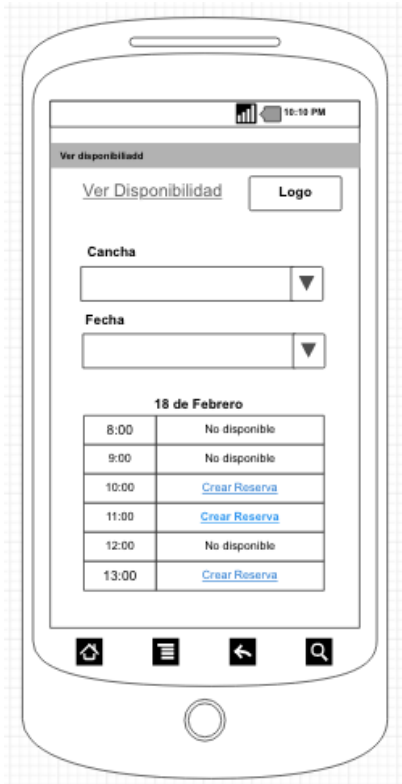 10:10 PM
Ver disponibiliadd
Ver Disponibilidad
Logo
Cancha
Fecha
18 de Febrero
8:00 No disponible
9:00 No disponible
10:00 Crear Reserva
11:00 Crear Reserva
12:00 No disponible
13:00 Crear Reserva